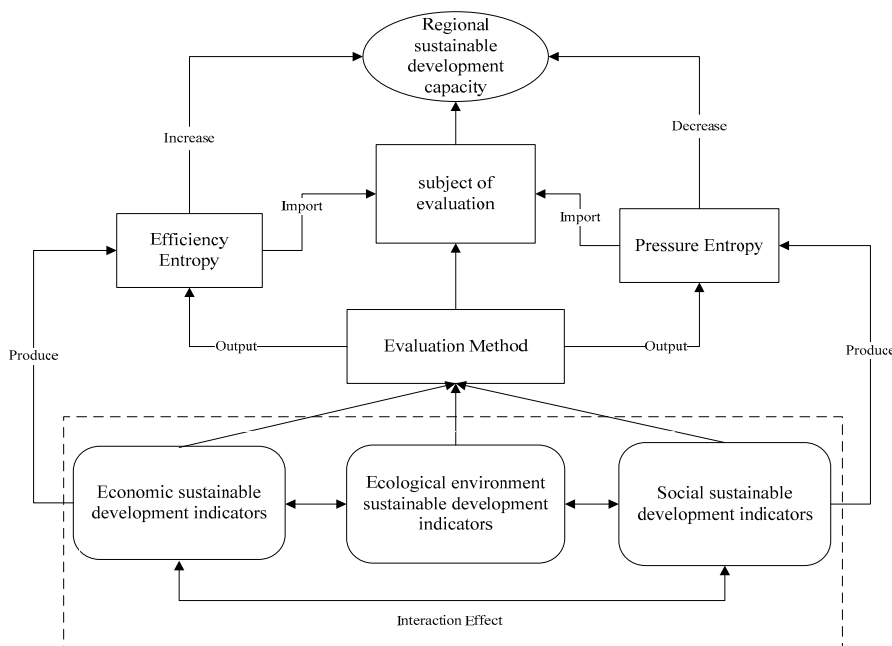 Regional
sustainable
development
capacity
Increase
Decrease
subject of
evaluation
Import
Import
Efficiency
Entropy
Pressure Entropy
Output
Evaluation Method
Output
Produce
Produce
Economic sustainable
development indicators
Ecological environment
sustainable development
indicators
Social sustainable
development indicators
Interaction Effect